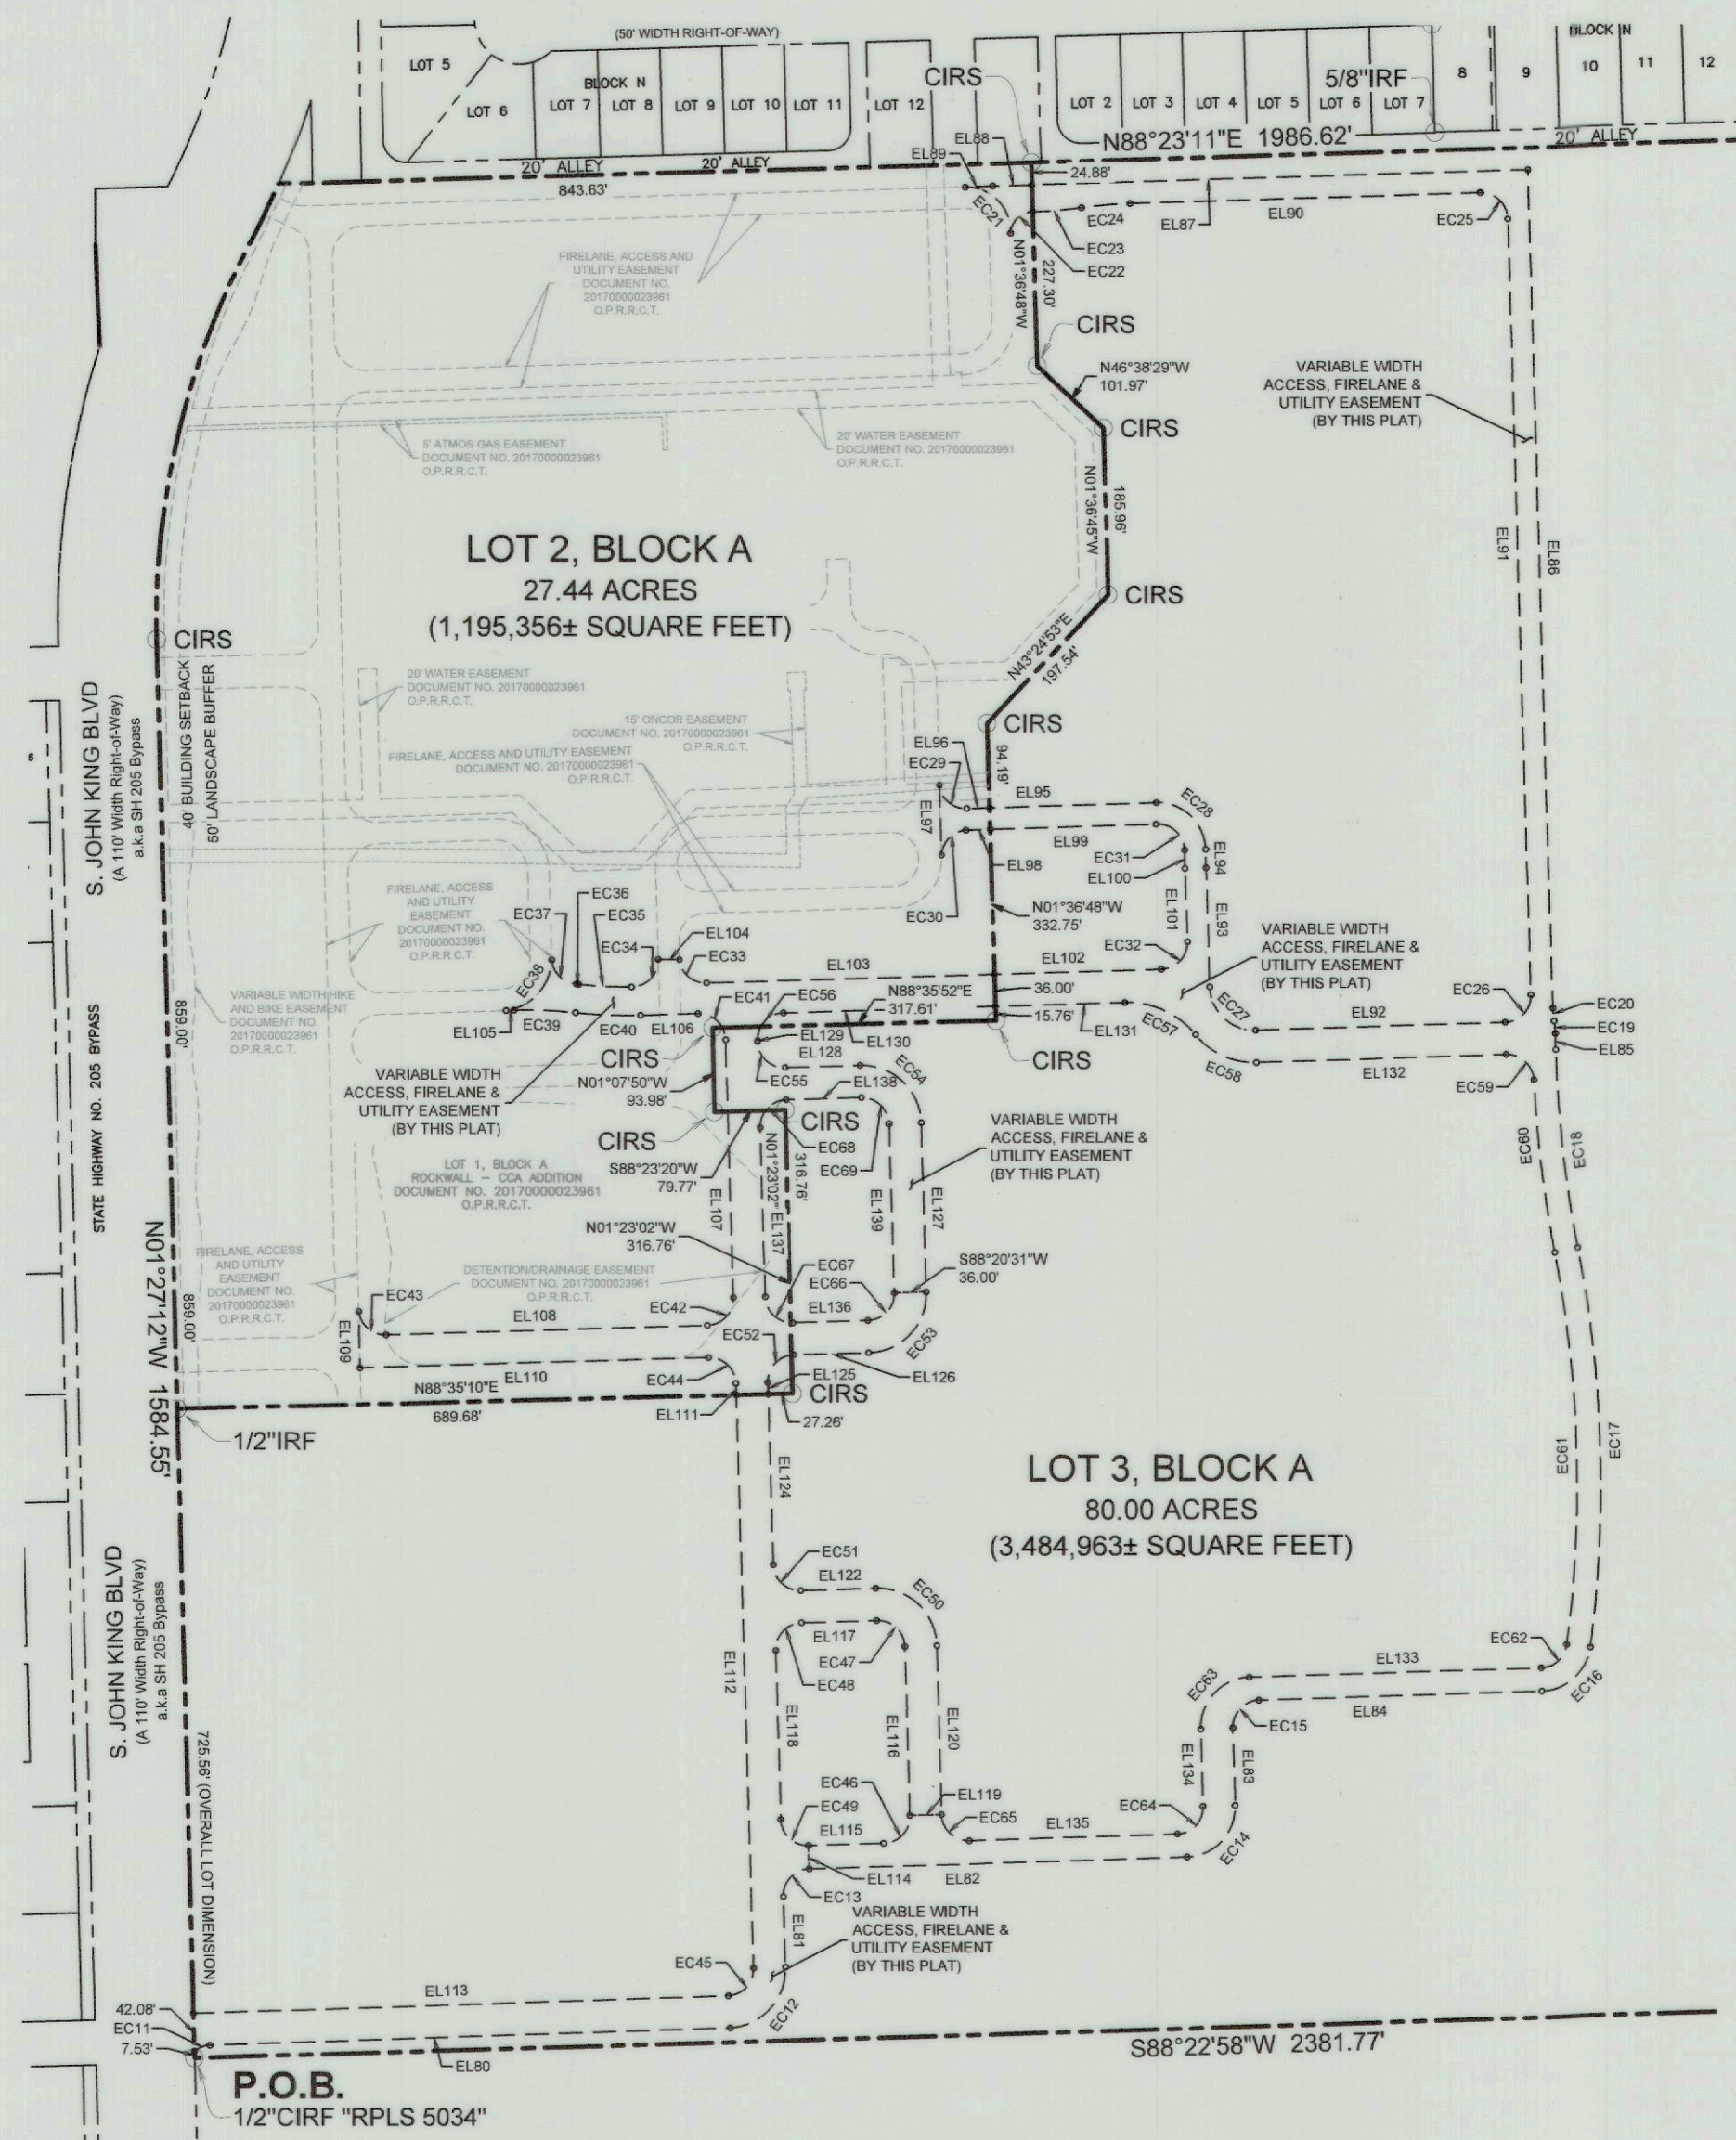 (50' WIDTH RIGHT-OF-WAY)
BLOCK N
LOT 5
BLOCK N
LOT 6
LOT 7
LOT 8
LOT 9
LOT 10
LOT 11
LOT 12
CIRS
LOT 2
LOT 3
LOT 4
LOT 5
LOT 6
LOT 7
5/8"IRF
8
9
10
11
12
N88°23'11"E 1986.62'
20' ALLEY
20' ALLEY
20' ALLEY
843.63'
EL88
EL89
24.88'
EC21
EC24
EL87
EL90
EC25
EC23
EC22
N01°36'48"W
227.30'
FIRELANE, ACCESS AND
UTILITY EASEMENT
DOCUMENT NO.
20170000023961
O.P.R.R.C.T.
CIRS
N46°38'29"W
101.97'
VARIABLE WIDTH
ACCESS, FIRELANE &
UTILITY EASEMENT
(BY THIS PLAT)
CIRS
5' ATMOS GAS EASEMENT
DOCUMENT NO. 20170000023961
O.P.R.R.C.T.
20' WATER EASEMENT
DOCUMENT NO. 20170000023961
O.P.R.R.C.T.
N01°36'45"W
185.96'
EL91
EL86
LOT 2, BLOCK A
27.44 ACRES
(1,195,356± SQUARE FEET)
CIRS
CIRS
N43°24'53"E
197.54'
S. JOHN KING BLVD
(A 110' Width Right-of-Way)
a.k.a SH 205 Bypass
40' BUILDING SETBACK
50' LANDSCAPE BUFFER
20' WATER EASEMENT
DOCUMENT NO. 20170000023961
O.P.R.R.C.T.
15' ONCOR EASEMENT
DOCUMENT NO. 20170000023961
O.P.R.R.C.T.
FIRELANE, ACCESS AND UTILITY EASEMENT
DOCUMENT NO. 20170000023961
O.P.R.R.C.T.
CIRS
94.19'
EL96
EC29
EL95
EC28
EL97
EL99
EL98
EC31
EL100
EL94
EC30
EL101
EL93
N01°36'48"W
332.75'
EC32
VARIABLE WIDTH
ACCESS, FIRELANE &
UTILITY EASEMENT
(BY THIS PLAT)
FIRELANE, ACCESS
AND UTILITY
EASEMENT
DOCUMENT NO.
20170000023961
O.P.R.R.C.T.
EC36
EC37
EC35
EC34
EL104
EC33
EC38
EL103
EL102
36.00'
15.76'
EL131
EC57
EC27
EL92
EC26
EC20
EC19
EL85
EC58
EL132
EC59
EC60
EC18
VARIABLE WIDTH HIKE
AND BIKE EASEMENT
DOCUMENT NO.
20170000023961
O.P.R.R.C.T.
859.00'
EL105
EC39
EC40
EL106
EC41
EC56
N88°35'52"E
317.61'
EL129
EL130
EL128
EC54
CIRS
CIRS
EC55
EL138
N01°07'50"W
93.98'
VARIABLE WIDTH
ACCESS, FIRELANE &
UTILITY EASEMENT
(BY THIS PLAT)
CIRS
CIRS
EC68
EC69
S88°23'20"W
79.77'
VARIABLE WIDTH
ACCESS, FIRELANE &
UTILITY EASEMENT
(BY THIS PLAT)
STATE HIGHWAY NO. 205 BYPASS
LOT 1, BLOCK A
ROCKWALL - CCA ADDITION
DOCUMENT NO. 20170000023961
O.P.R.R.C.T.
EL107
N01°23'02"
EL137
316.76'
EL139
EL127
N01°23'02"W
316.76'
EC67
EC66
EL136
S88°20'31"W
36.00'
FIRELANE, ACCESS
AND UTILITY
EASEMENT
DOCUMENT NO.
20170000023961
O.P.R.R.C.T.
DETENTION/DRAINAGE EASEMENT
DOCUMENT NO. 20170000023961
O.P.R.R.C.T.
859.00'
EC43
EL108
EC42
EC52
EC53
EL109
EL110
EC44
EL125
EL126
N88°35'10"E
689.68'
EL111
CIRS
27.26'
N01°27'12"W 1584.55'
1/2"IRF
LOT 3, BLOCK A
80.00 ACRES
(3,484,963± SQUARE FEET)
EC61
EC17
EL124
EC51
EL122
EC50
EL117
EC47
EC48
EL112
EL118
EL116
EL120
EC62
EL133
EC16
EC63
EL84
EC15
EL134
EL83
S. JOHN KING BLVD
(A 110' Width Right-of-Way)
a.k.a SH 205 Bypass
725.56' (OVERALL LOT DIMENSION)
EC46
EC49
EL119
EC65
EC64
EL115
EL135
EC14
EL114
EL82
EC13
EL81
VARIABLE WIDTH
ACCESS, FIRELANE &
UTILITY EASEMENT
(BY THIS PLAT)
EC45
EL113
EC12
42.08'
EC11
7.53'
EL80
S88°22'58"W 2381.77'
P.O.B.
1/2"CIRF "RPLS 5034"